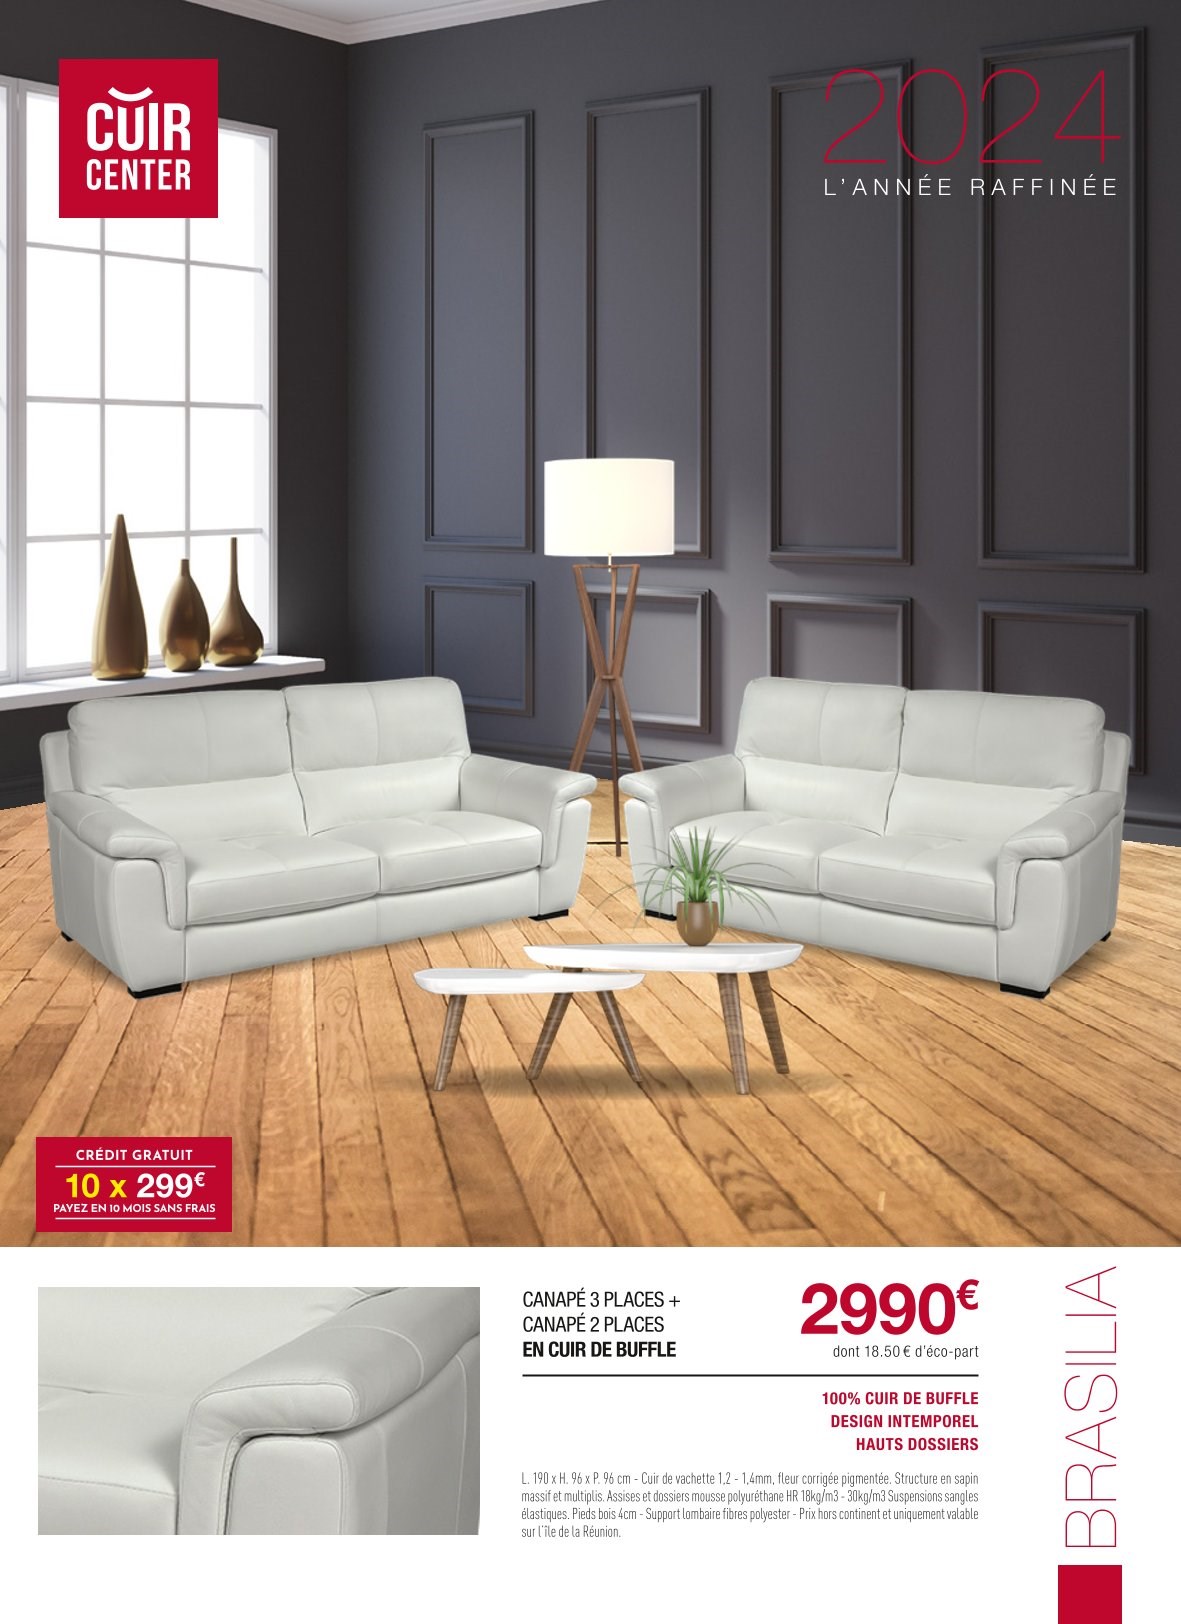 CUIR
CENTER
2024
L'ANNÉE RAFFINÉE
CRÉDIT GRATUIT
10 x 299€
PAYEZ EN 10 MOIS SANS FRAIS
CANAPÉ 3 PLACES +
CANAPÉ 2 PLACES
EN CUIR DE BUFFLE
2990€
dont 18.50 € d'éco-part
100% CUIR DE BUFFLE
DESIGN INTEMPOREL
HAUTS DOSSIERS
L. 190 x H. 96 x P. 96 cm - Cuir de vachette 1,2 - 1,4mm, fleur corrigée pigmentée. Structure en sapin
massif et multiplis. Assises et dossiers mousse polyuréthane HR 18kg/m3 - 30kg/m3 Suspensions sangles
élastiques. Pieds bois 4cm - Support lombaire fibres polyester - Prix hors continent et uniquement valable
sur l'île de la Réunion.
BRASILIA